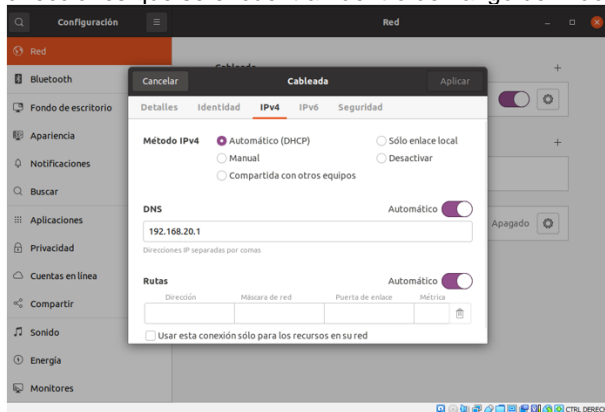 Configuración
Red
Red
Bluetooth
Fondo de escritorio
Apariencia
Notificaciones
Buscar
Aplicaciones
Privacidad
Cuentas en línea
Compartir
Sonido
Energía
Monitores
Cancelar
Cableada
Aplicar
Detalles
Identidad
IPv4
IPv6
Seguridad
Método IPv4
Automático (DHCP)
Sólo enlace local
Manual
Desactivar
Compartida con otros equipos
DNS
Automático
192.168.20.1
Direcciones IP separadas por comas
Rutas
Automático
Dirección
Máscara de red
Puerta de enlace
Métrica
Usar esta conexión sólo para los recursos en su red
Apagado
CTRL DERECHO